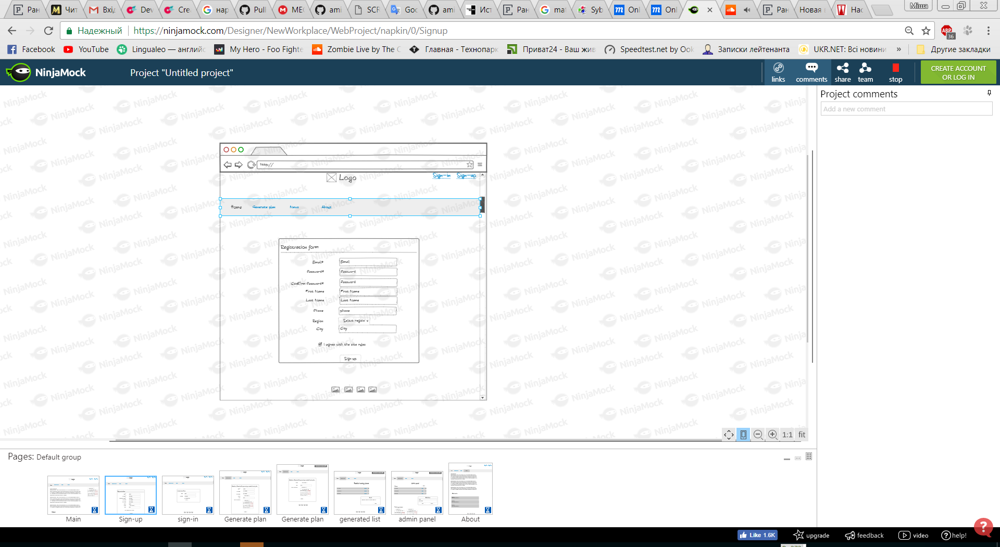 Ран Чит Вхі Dev Cre нар Pull МЕС ami SCR Goo ami Ист Ран ma Syb Onl Onl Ран Новая Нас Міша
Надежный https://ninjamock.com/Designer/NewWorkplace/WebProject/napkin/0/Signup ABP 36
Facebook YouTube Lingualeo — англий My Hero - Foo Fighte Zombie Live by The C Главная - Технопарк Приват24 - Ваш жив Speedtest.net by Ook Записки лейтенанта UKR.NET: Всі новини » Другие закладки
NinjaMock Project "Untitled project" links comments share team stop CREATE ACCOUNT
OR LOG IN
Project comments
Add a new comment
http://
Logo Sign-in Sign-up
Home Generate plan News About
Registration form
Email* Email
Password* Password
Confirm Password* Password
First Name First Name
Last Name Last Name
Phone phone
Region Select region
City City
I agree with the site rules
Sign up
1:1 fit
Pages: Default group
Main Sign-up sign-in Generate plan Generate plan generated list admin panel About
Like 1.6K upgrade feedback video help!